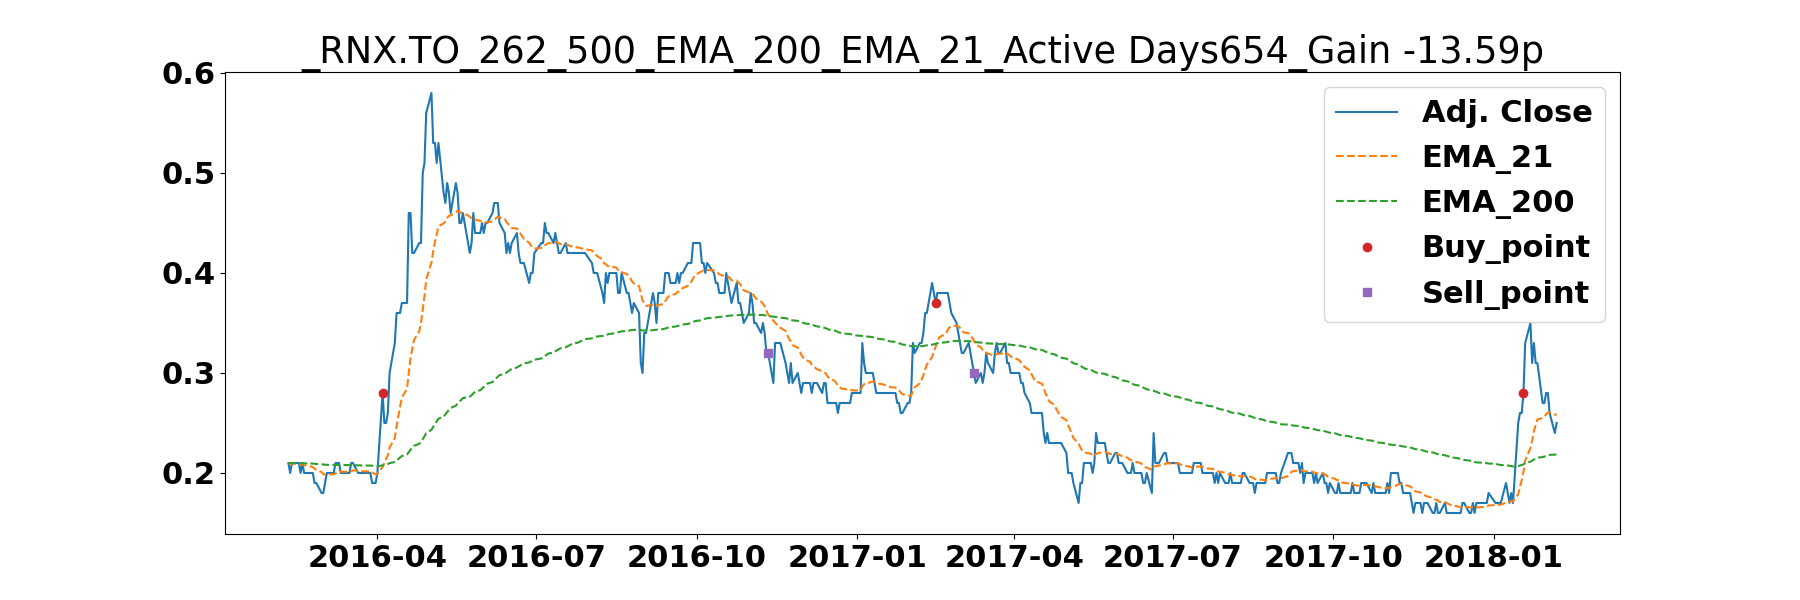 _RNX.TO_262_500_EMA_200_EMA_21_Active Days654_Gain -13.59p
0.6
0.5
0.4
0.3
0.2
Adj. Close
EMA_21
EMA_200
Buy_point
Sell_point
2016-04 2016-07 2016-10 2017-01 2017-04 2017-07 2017-10 2018-01